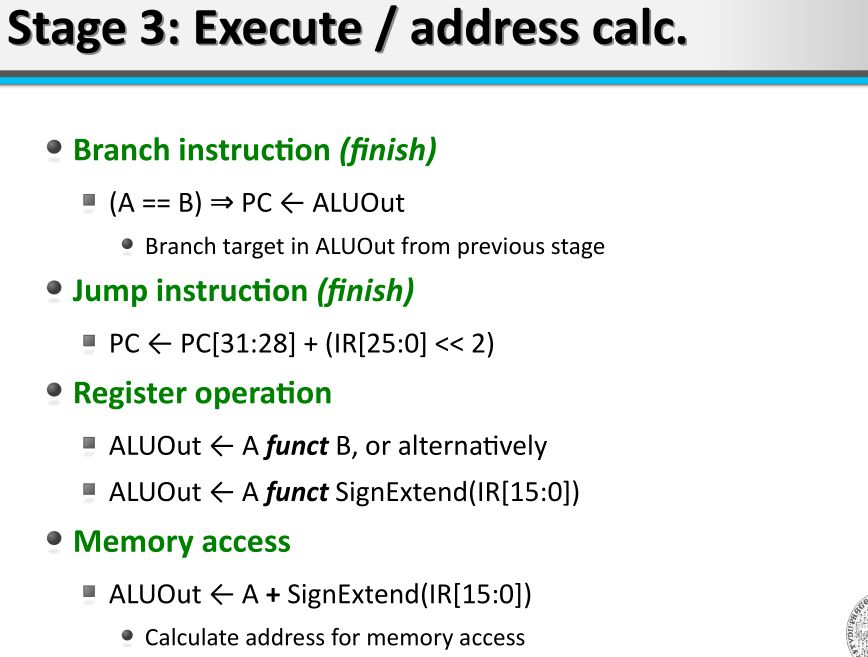 Stage 3: Execute / address calc.
Branch instruction (finish)
(A == B) ⇒ PC ← ALUOut
Branch target in ALUOut from previous stage
Jump instruction (finish)
PC ← PC[31:28] + (IR[25:0] << 2)
Register operation
ALUOut ← A funct B, or alternatively
ALUOut ← A funct SignExtend(IR[15:0])
Memory access
ALUOut ← A + SignExtend(IR[15:0])
Calculate address for memory access